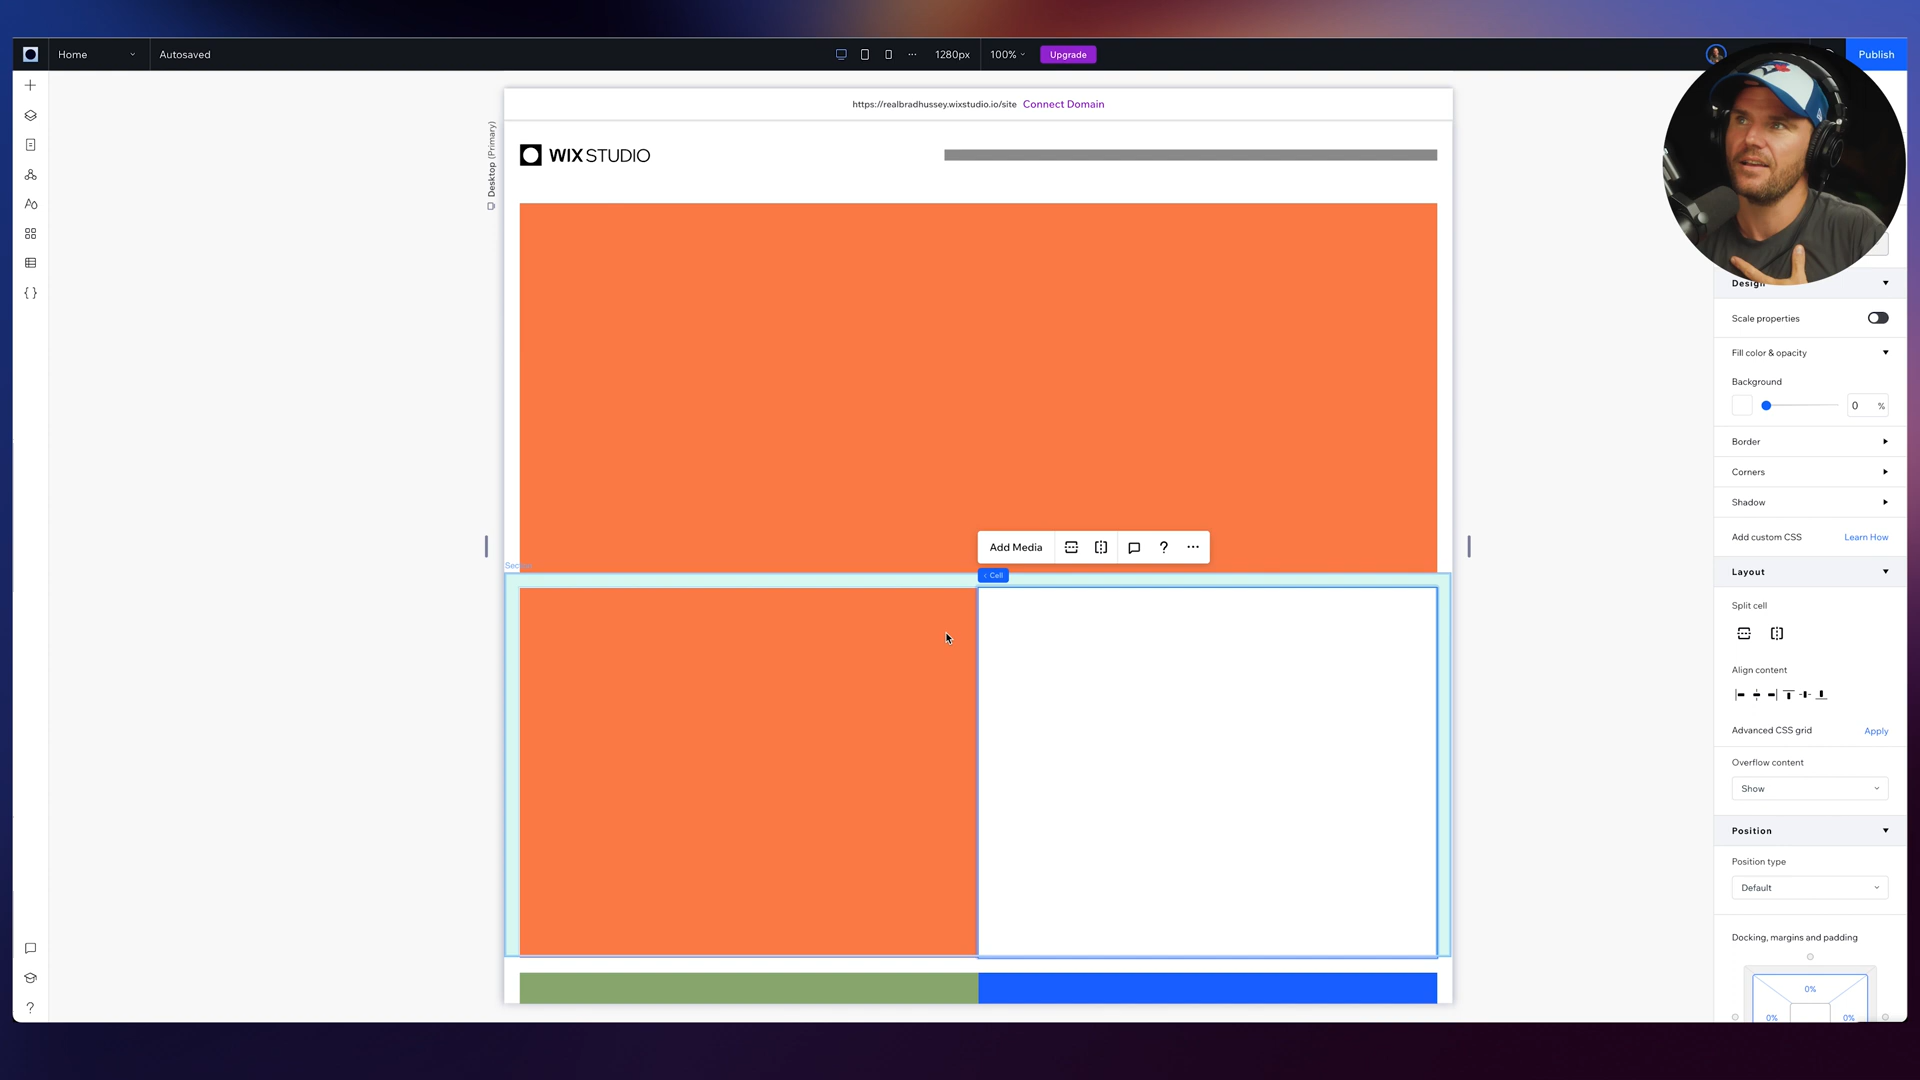 Home
Autosaved
1280px
100%
Upgrade
Publish
https://realbradhussey.wixstudio.io/site Connect Domain
Desktop (Primary)
WIX STUDIO
Design
Scale properties
Fill color & opacity
Background
0 %
Border
Corners
Shadow
Add custom CSS Learn How
Add Media
< Cell
Layout
Split cell
Align content
Advanced CSS grid Apply
Overflow content
Show
Position
Position type
Default
Docking, margins and padding
0%
0% 0%